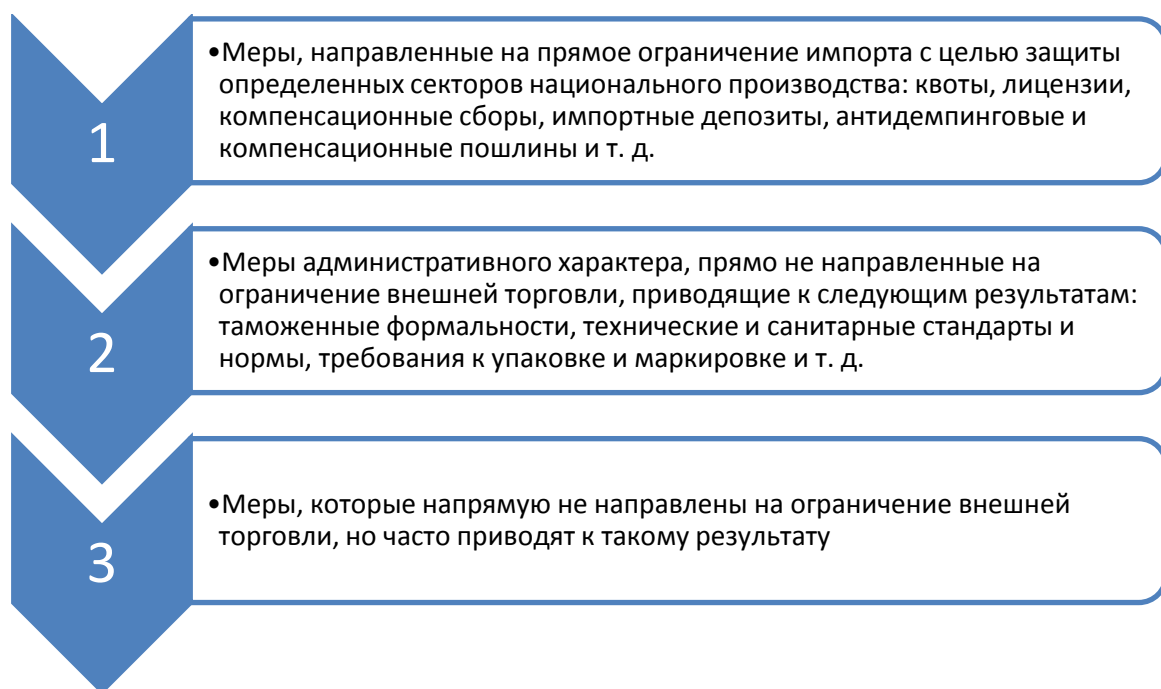 1
•Меры, направленные на прямое ограничение импорта с целью защиты
определенных секторов национального производства: квоты, лицензии,
компенсационные сборы, импортные депозиты, антидемпинговые и
компенсационные пошлины и т. д.
2
•Меры административного характера, прямо не направленные на
ограничение внешней торговли, приводящие к следующим результатам:
таможенные формальности, технические и санитарные стандарты и
нормы, требования к упаковке и маркировке и т. д.
3
•Меры, которые напрямую не направлены на ограничение внешней
торговли, но часто приводят к такому результату